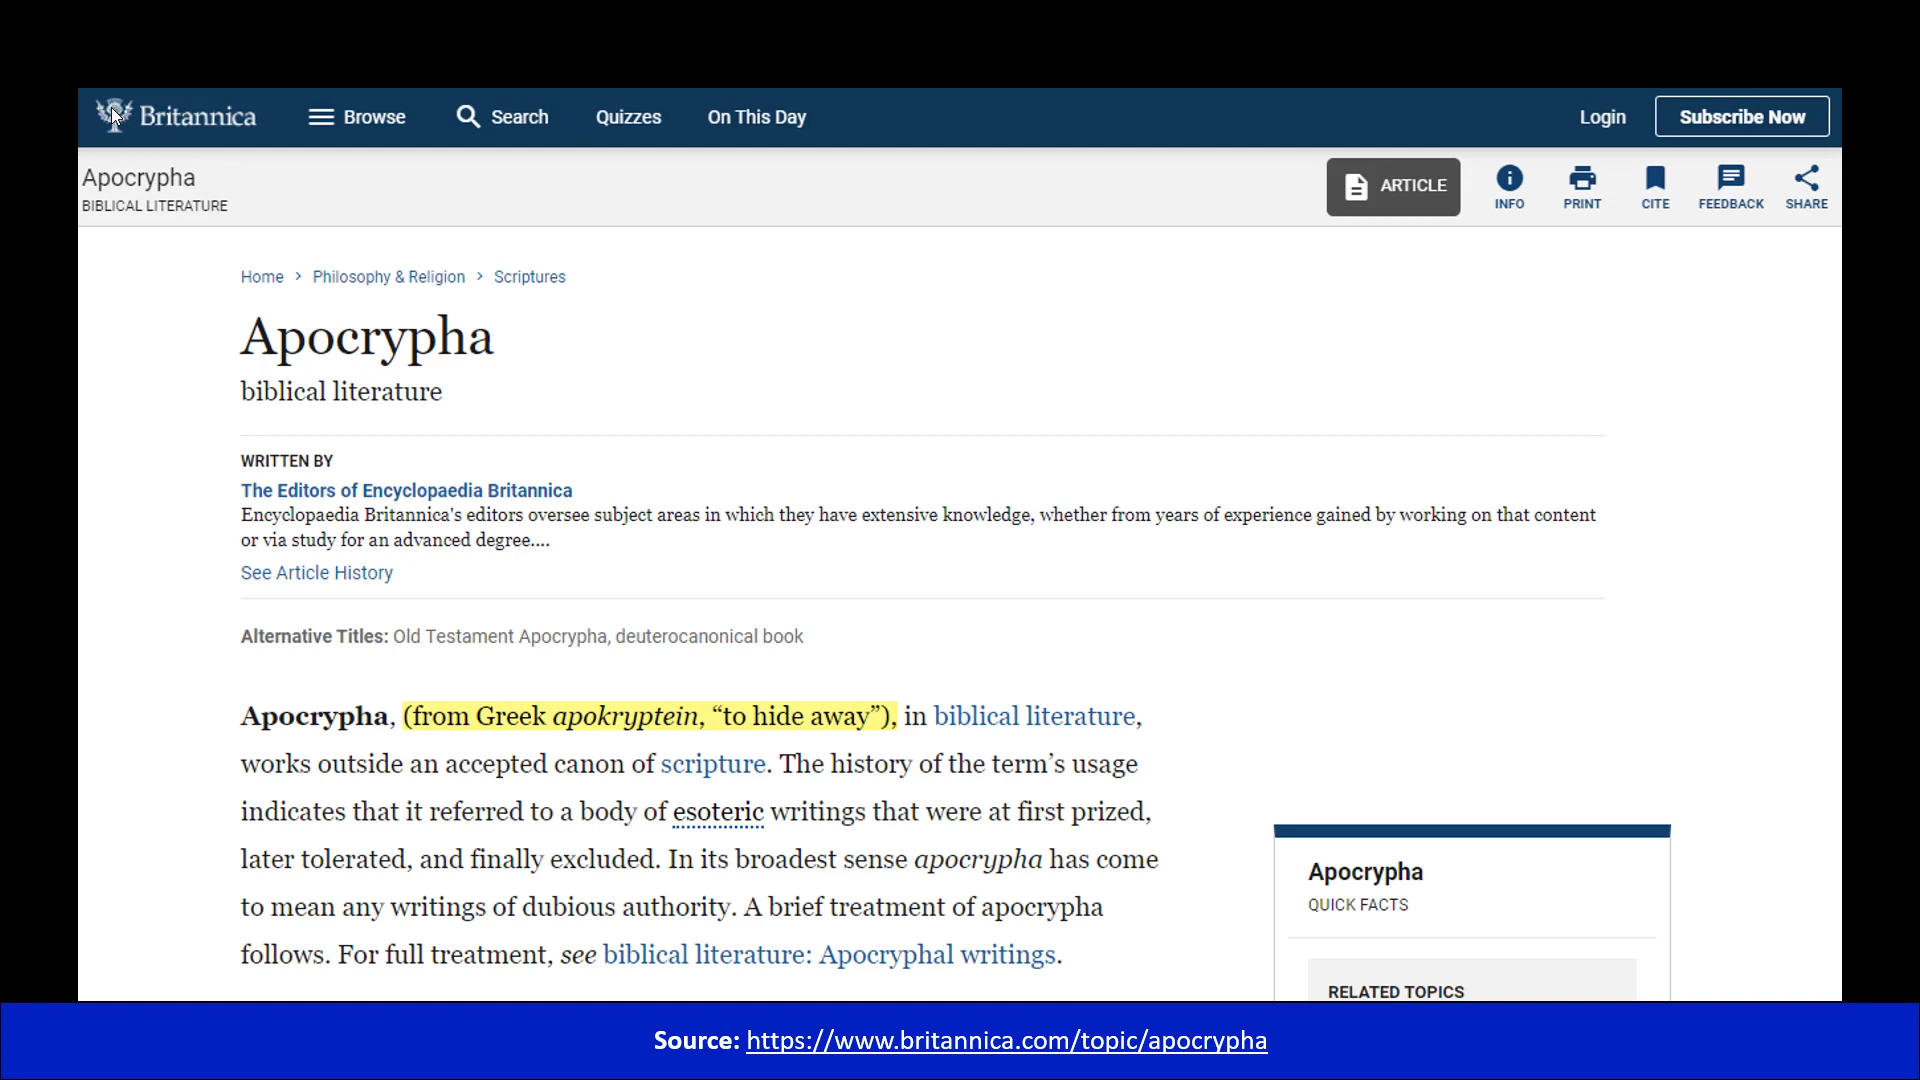 Britannica Browse Search Quizzes On This Day Login Subscribe Now
Apocrypha
BIBLICAL LITERATURE
ARTICLE INFO PRINT CITE FEEDBACK SHARE
Home > Philosophy & Religion > Scriptures
Apocrypha
biblical literature
WRITTEN BY
The Editors of Encyclopaedia Britannica
Encyclopaedia Britannica's editors oversee subject areas in which they have extensive knowledge, whether from years of experience gained by working on that content
or via study for an advanced degree....
See Article History
Alternative Titles: Old Testament Apocrypha, deuterocanonical book
Apocrypha, (from Greek apokryptein, “to hide away”), in biblical literature,
works outside an accepted canon of scripture. The history of the term’s usage
indicates that it referred to a body of esoteric writings that were at first prized,
later tolerated, and finally excluded. In its broadest sense apocrypha has come
to mean any writings of dubious authority. A brief treatment of apocrypha
follows. For full treatment, see biblical literature: Apocryphal writings.
Apocrypha
QUICK FACTS
RELATED TOPICS
Source: https://www.britannica.com/topic/apocrypha